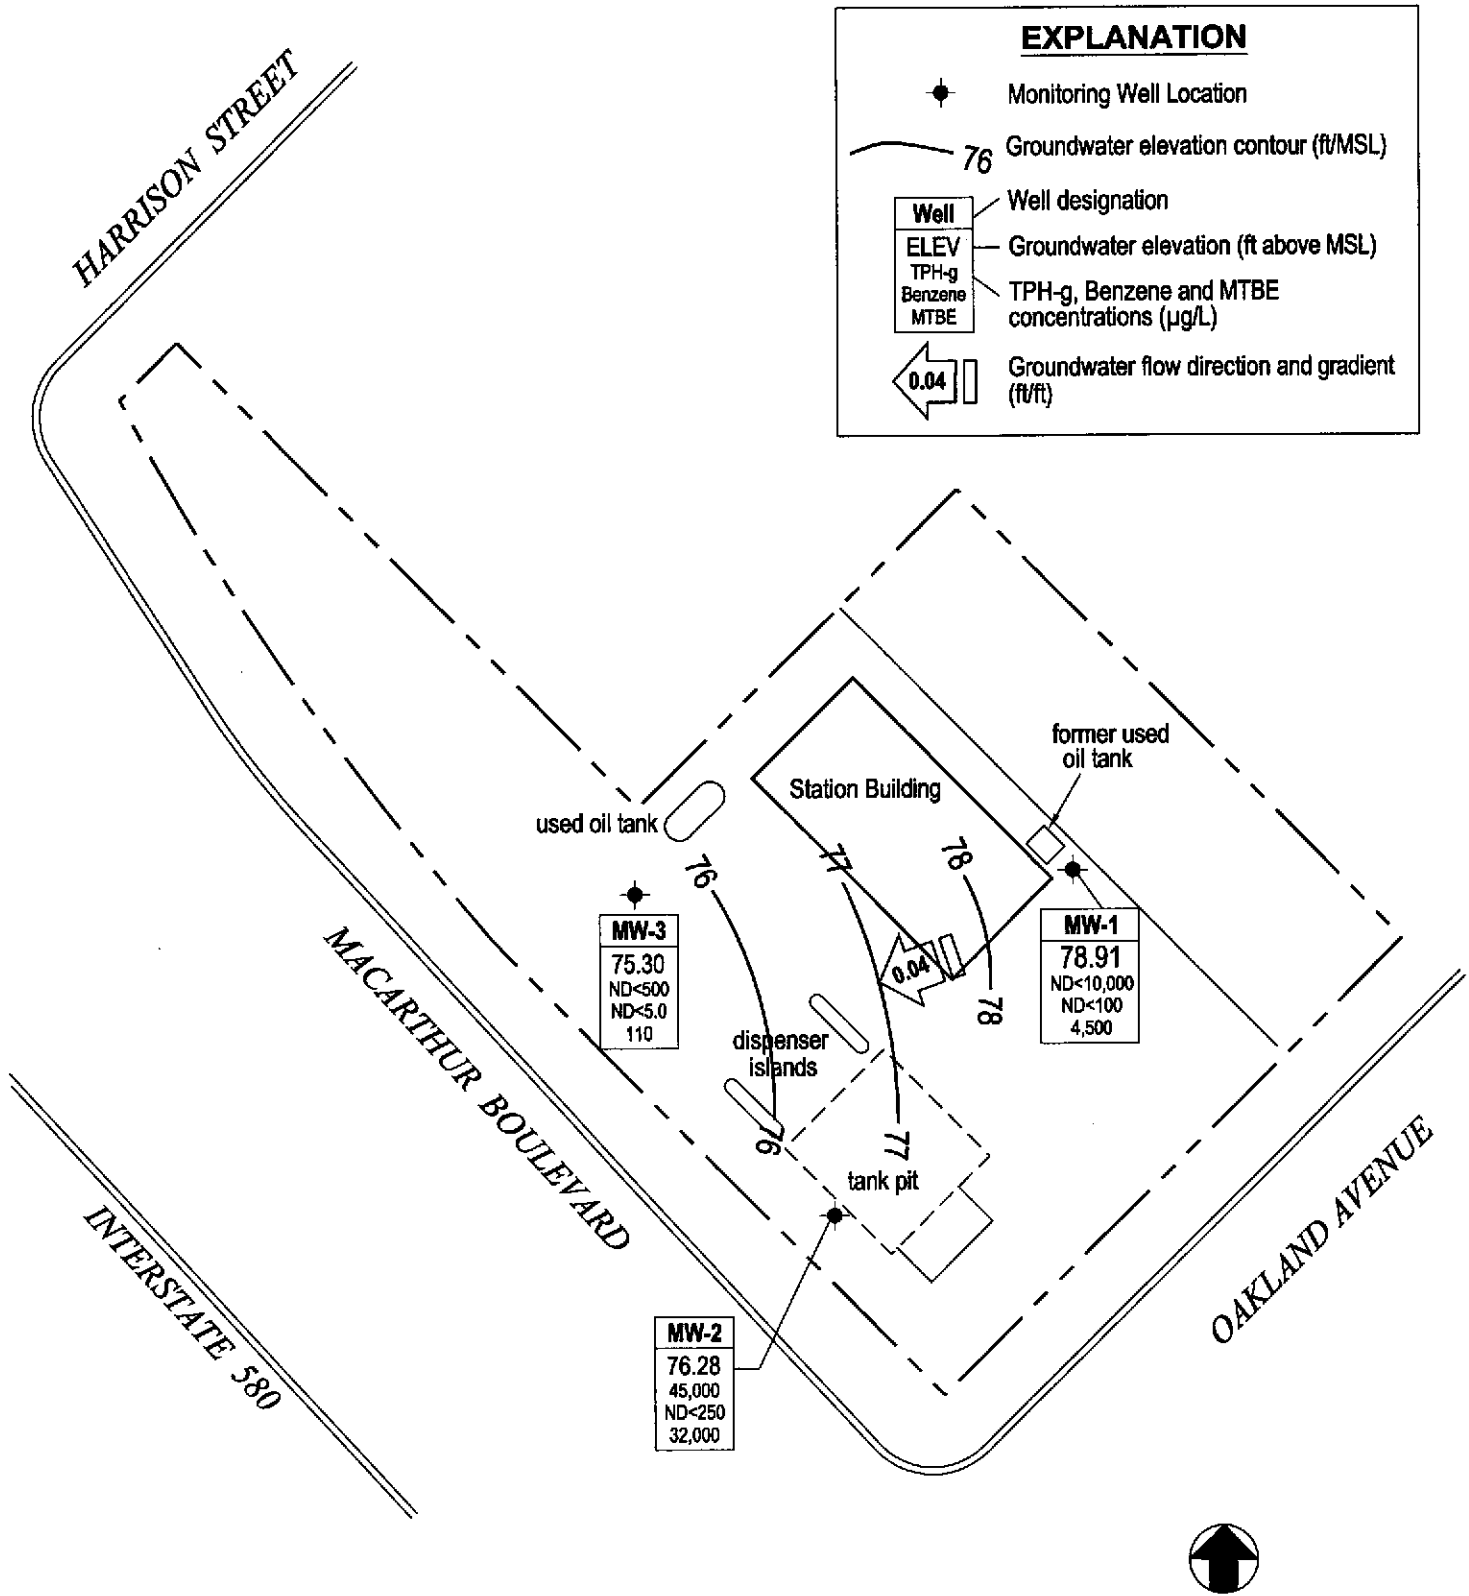 EXPLANATION
Monitoring Well Location
76 Groundwater elevation contour (ft/MSL)
Well
Well designation
ELEV
Groundwater elevation (ft above MSL)
TPH-g
Benzene
MTBE
TPH-g, Benzene and MTBE
concentrations (µg/L)
0.04
Groundwater flow direction and gradient
(ft/ft)
HARRISON STREET
former used
oil tank
Station Building
used oil tank
76
77
78
MW-3
75.30
ND<500
ND<5.0
110
MW-1
78.91
ND<10,000
ND<100
4,500
0.04
78
dispenser
islands
76
77
tank pit
MACARTHUR BOULEVARD
INTERSTATE 580
OAKLAND AVENUE
MW-2
76.28
45,000
ND<250
32,000